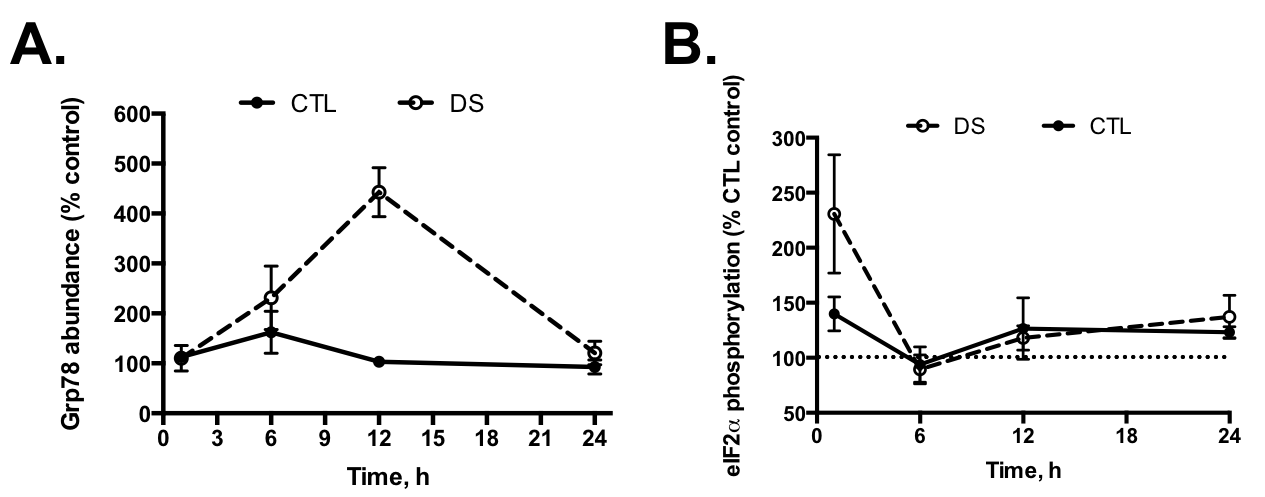 A.
CTL DS
Grp78 abundance (% control)
600
500
400
300
200
100
0
0 3 6 9 12 15 18 21 24
Time, h
B.
DS CTL
eIF2α phosphorylation (% CTL control)
300
250
200
150
100
50
0 6 12 18 24
Time, h